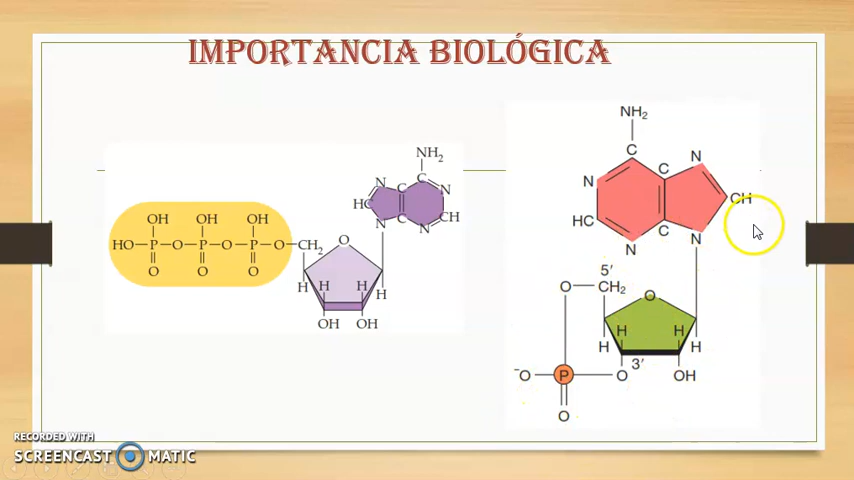 IMPORTANCIA BIOLÓGICA
NH₂
C
N
C
N
HC
C
CH
N
N
OH OH OH
HO P O P O P O CH₂
O O O
O
H H H H
OH OH
NH₂
C
N
C
N
CH
HC
C
N
N
5'
O CH₂
O
H H
H H
3'
⁻O P O OH
O
RECORDED WITH
SCREENCAST MATIC